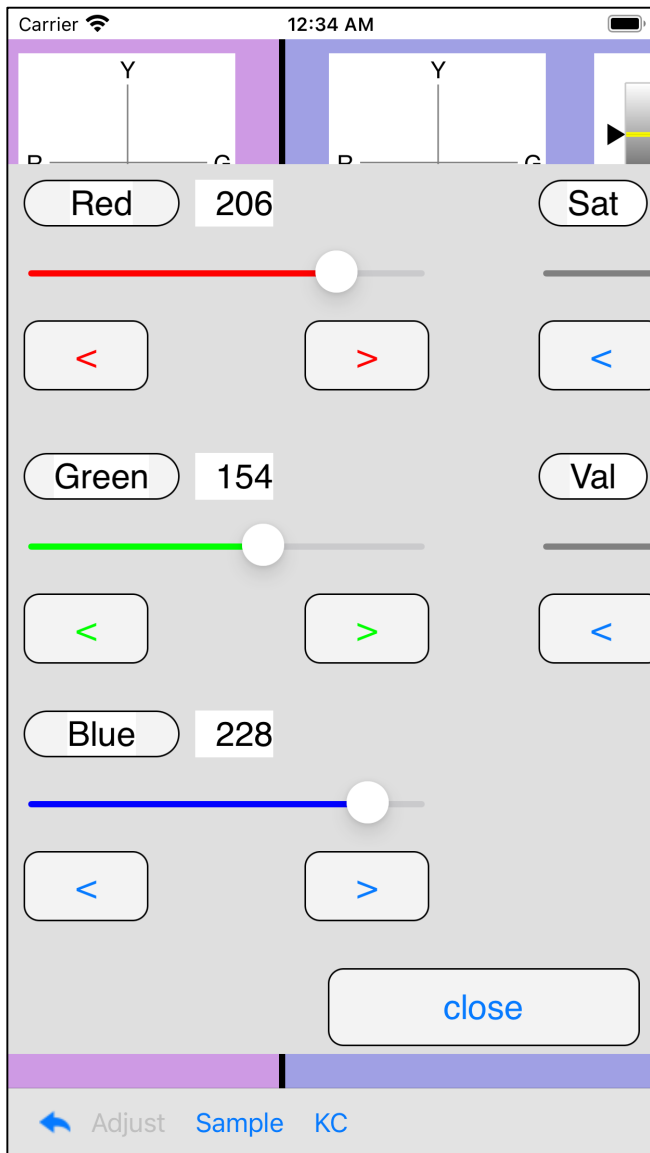 Carrier 12:34 AM
Y Y
R G R G
Red 206 Sat
< > <
Green 154 Val
< > <
Blue 228
< >
close
Adjust Sample KC